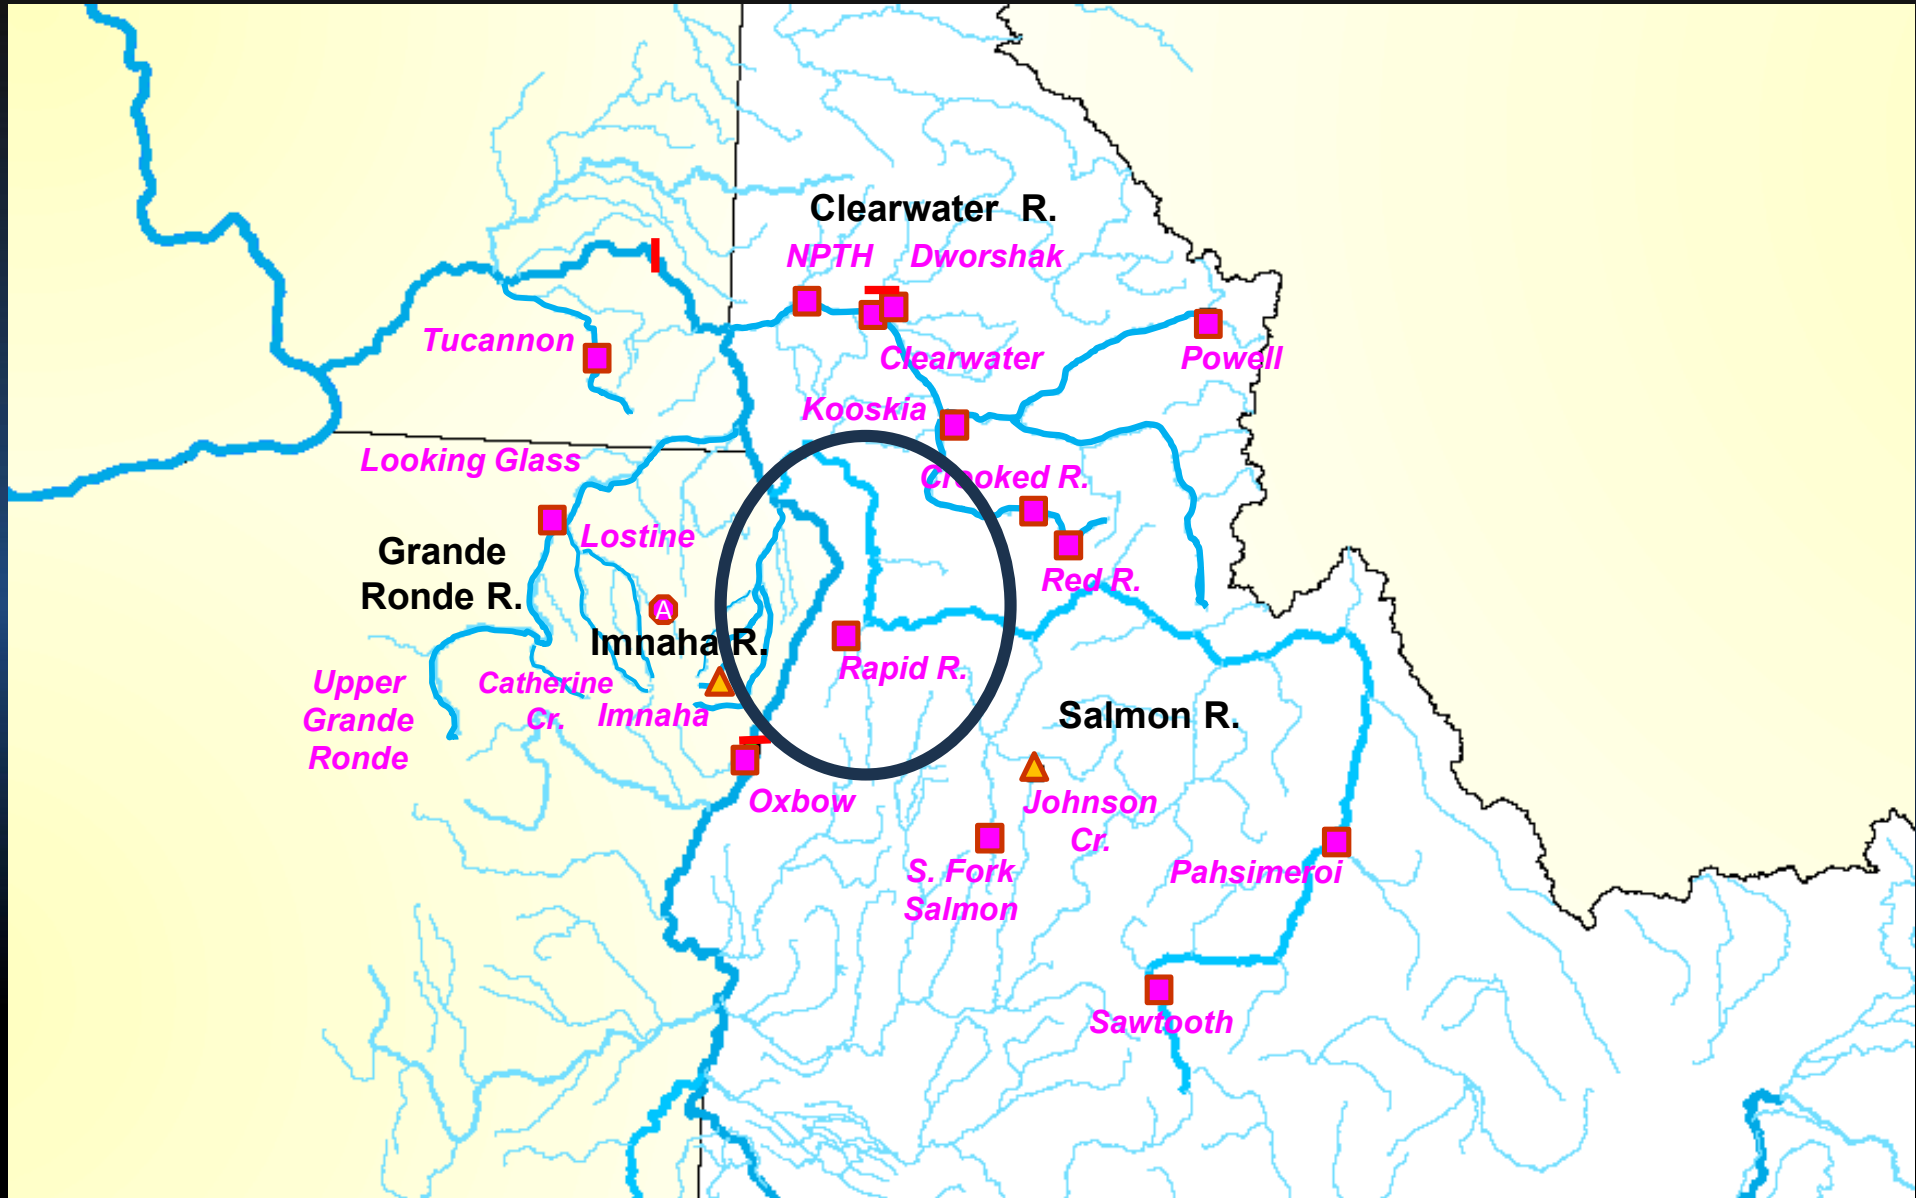 Clearwater  R.
NPTH
Dworshak
Tucannon
Clearwater
Powell
Kooskia
Looking Glass
Crooked R.
Lostine
Grande
Ronde R.
Red R.
A
Imnaha R.
Rapid R.
Upper
Grande
Ronde
Catherine
Cr.
Imnaha
Salmon R.
Oxbow
Johnson
Cr.
S. Fork
Salmon
Pahsimeroi
Sawtooth